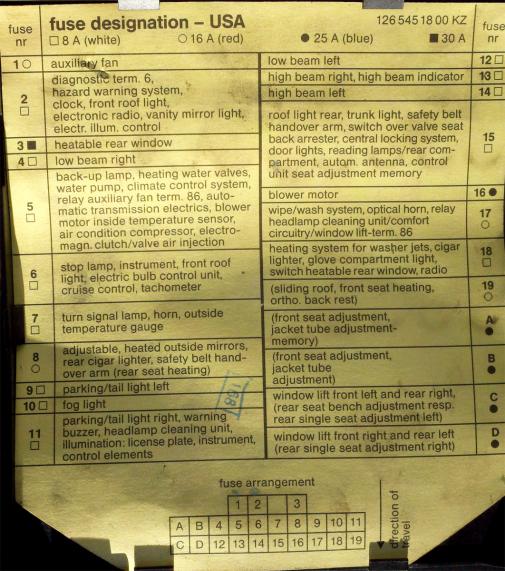 fuse nr
fuse designation – USA
126 545 18 00 KZ
fuse nr
□ 8 A (white) ○ 16 A (red) ● 25 A (blue) ■ 30 A
1 ○ auxiliary fan
2 □ diagnostic term. 6,
hazard warning system,
clock, front roof light,
electronic radio, vanity mirror light,
electr. illum. control
3 ■ heatable rear window
4 □ low beam right
5 □ back-up lamp, heating water valves,
water pump, climate control system,
relay auxiliary fan term. 86, auto-
matic transmission electrics, blower
motor inside temperature sensor,
air condition compressor, electro-
magn. clutch/valve air injection
6 □ stop lamp, instrument, front roof
light, electric bulb control unit,
cruise control, tachometer
7 □ turn signal lamp, horn, outside
temperature gauge
8 ○ adjustable, heated outside mirrors,
rear cigar lighter, safety belt hand-
over arm (rear seat heating)
9 □ parking/tail light left
10 □ fog light
11 □ parking/tail light right, warning
buzzer, headlamp cleaning unit,
illumination: license plate, instrument,
control elements
low beam left 12 □
high beam right, high beam indicator 13 □
high beam left 14 □
roof light rear, trunk light, safety belt
handover arm, switch over valve seat
back arrester, central locking system,
door lights, reading lamps/rear com-
partment, autom. antenna, control
unit seat adjustment memory 15 □
blower motor 16 ●
wipe/wash system, optical horn, relay
headlamp cleaning unit/comfort
circuitry/window lift-term. 86 17 ○
heating system for washer jets, cigar
lighter, glove compartment light,
switch heatable rear window, radio 18 □
(sliding roof, front seat heating,
ortho. back rest) 19 ○
(front seat adjustment,
jacket tube adjustment-
memory) A ●
(front seat adjustment,
jacket tube
adjustment) B ●
window lift front left and rear right,
(rear seat bench adjustment resp.
rear single seat adjustment left) C ●
window lift front right and rear left
(rear single seat adjustment right) D ●
fuse arrangement
1 2 3
A B 4 5 6 7 8 9 10 11
C D 12 13 14 15 16 17 18 19
direction of
travel